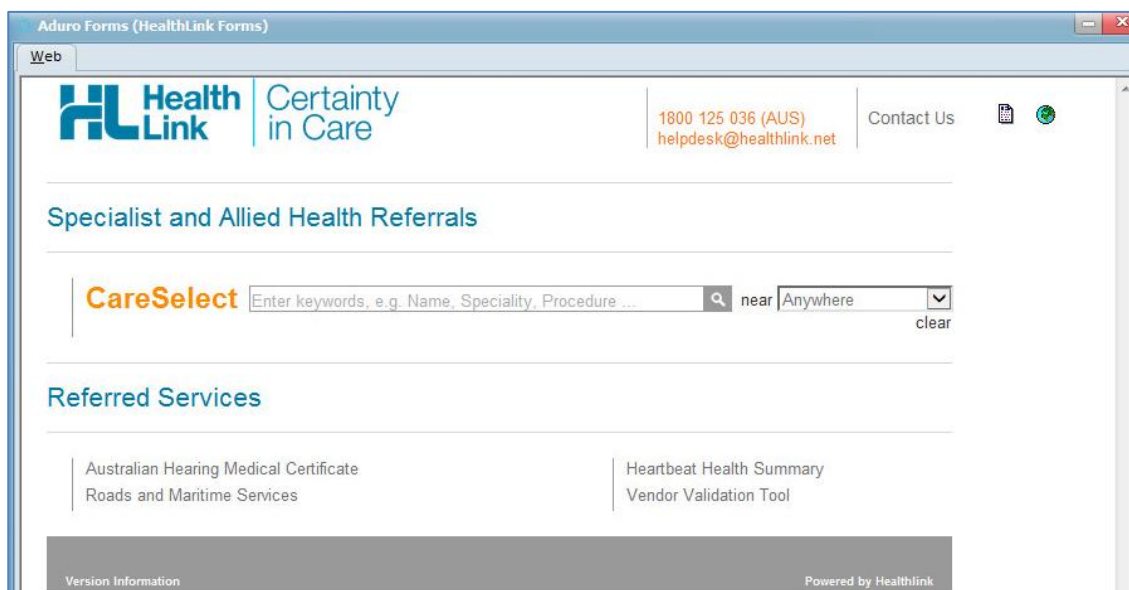 Aduro Forms (HealthLink Forms)
Web
Health Link
Certainty in Care
1800 125 036 (AUS)
helpdesk@healthlink.net
Contact Us
Specialist and Allied Health Referrals
CareSelect Enter keywords, e.g. Name, Speciality, Procedure ... near Anywhere
clear
Referred Services
Australian Hearing Medical Certificate
Roads and Maritime Services
Heartbeat Health Summary
Vendor Validation Tool
Version Information
Powered by Healthlink